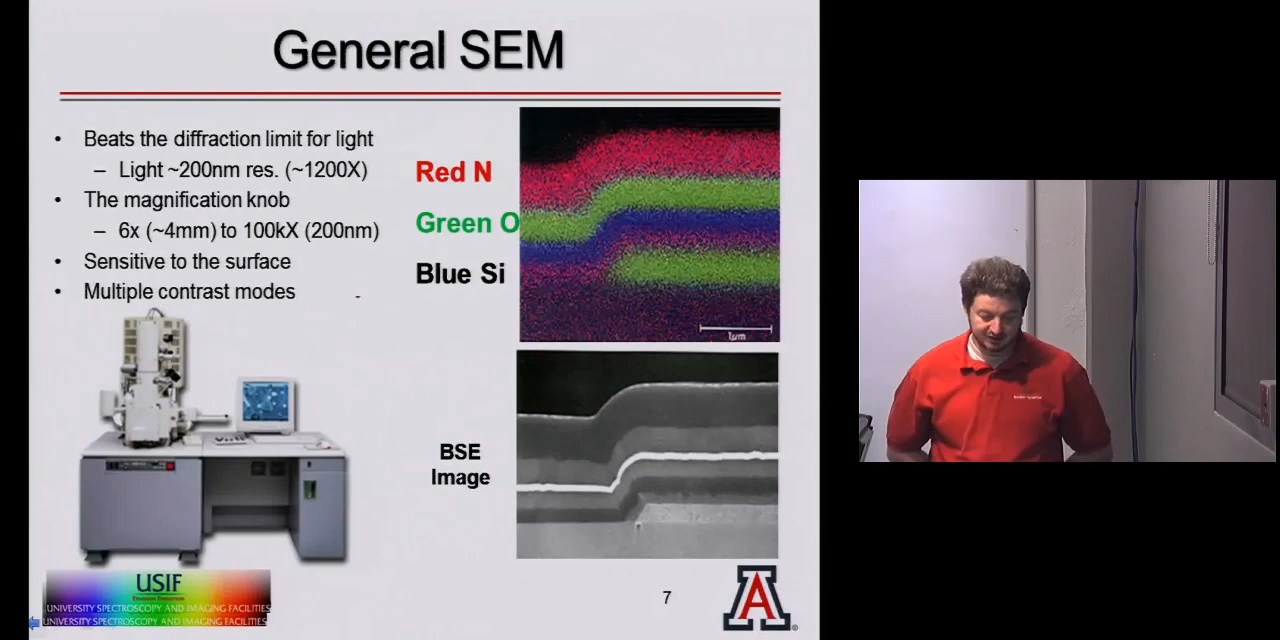 General SEM
• Beats the diffraction limit for light
– Light ~200nm res. (~1200X)
• The magnification knob
– 6x (~4mm) to 100kX (200nm)
• Sensitive to the surface
• Multiple contrast modes
Red N
Green O
Blue Si
1µm
BSE
Image
USIF
UNIVERSITY SPECTROSCOPY AND IMAGING FACILITIES
UNIVERSITY SPECTROSCOPY AND IMAGING FACILITIES
7
A